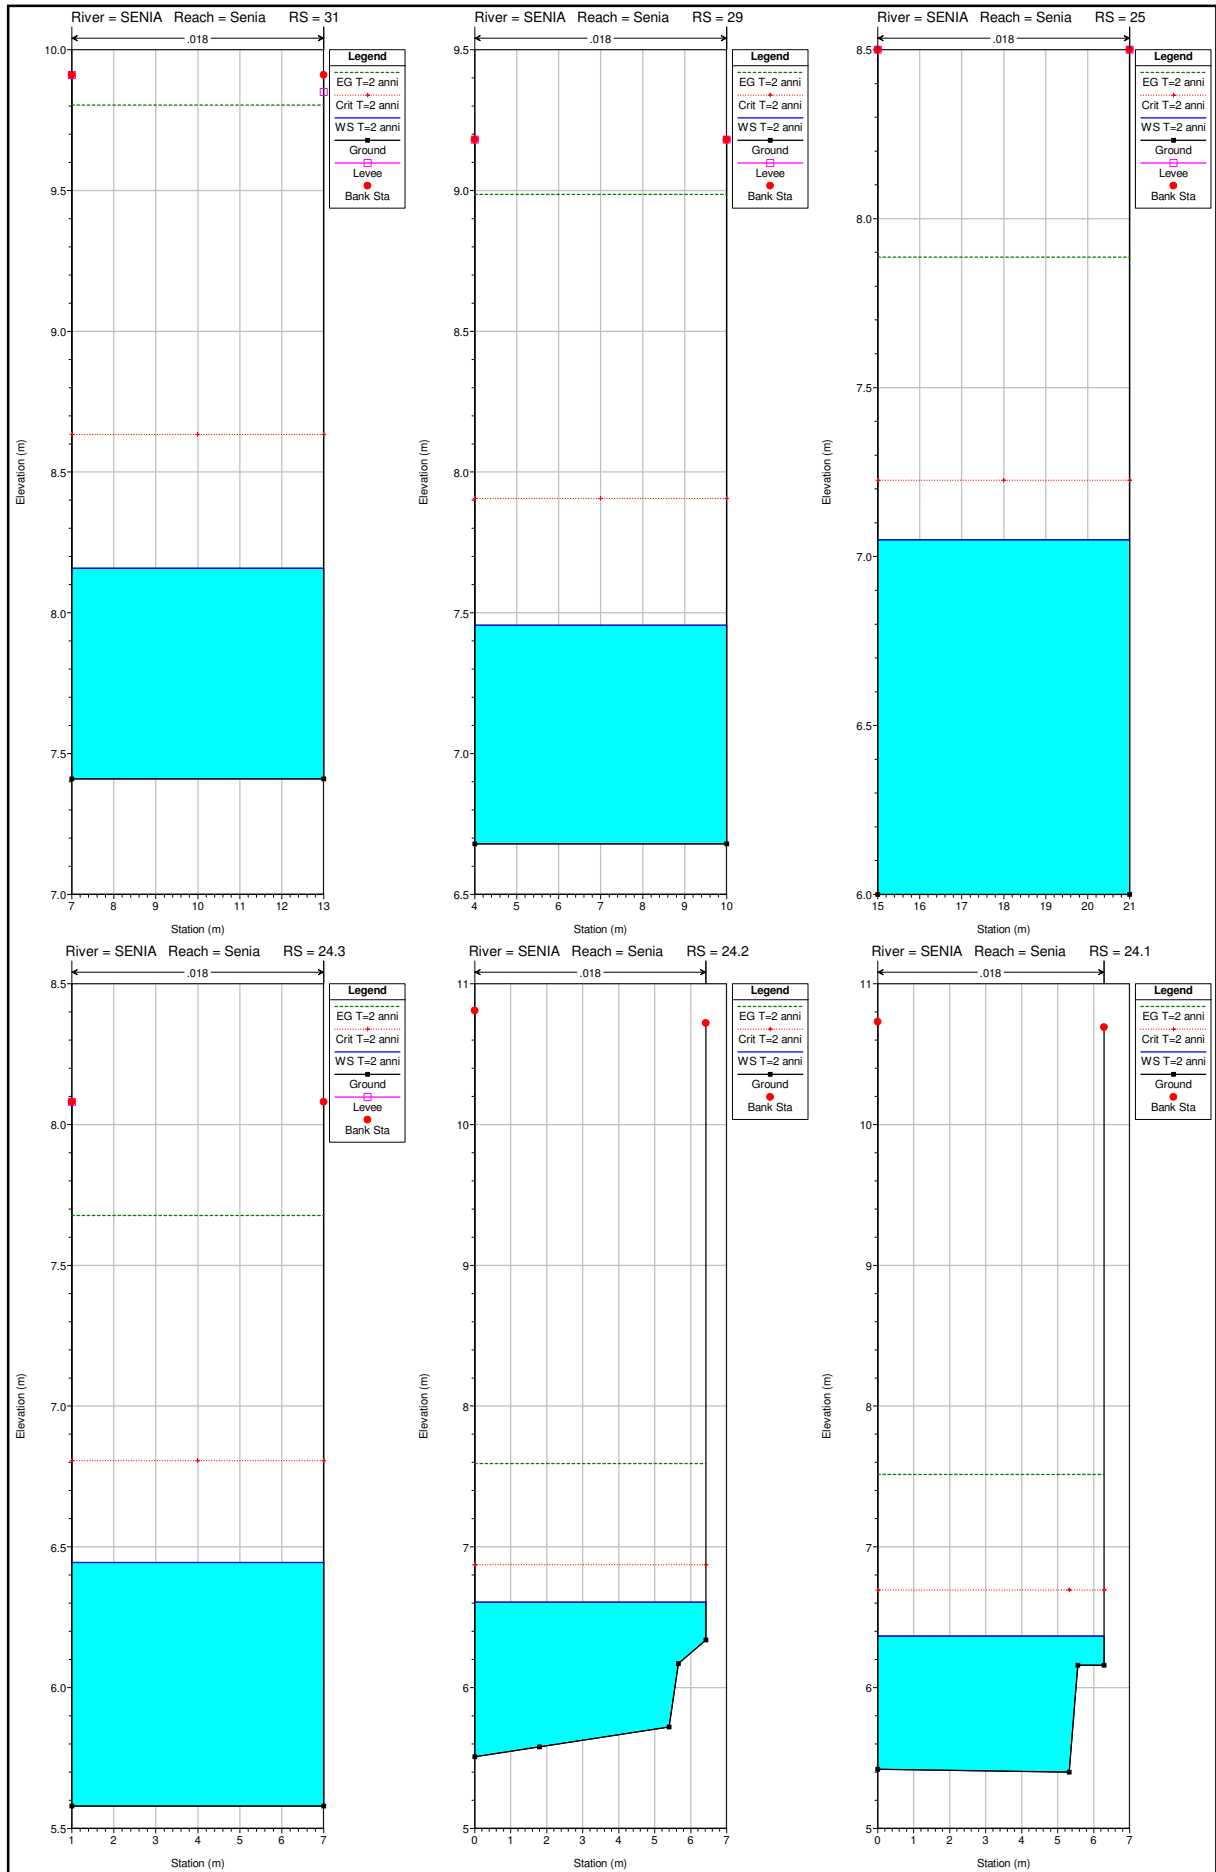 River = SENIA Reach = Senia RS = 31
.018
Elevation (m)
10.0
9.5
9.0
8.5
8.0
7.5
7.0
7 8 9 10 11 12 13
Station (m)
Legend
EG T=2 anni
Crit T=2 anni
WS T=2 anni
Ground
Levee
Bank Sta
River = SENIA Reach = Senia RS = 29
.018
Elevation (m)
9.5
9.0
8.5
8.0
7.5
7.0
6.5
4 5 6 7 8 9 10
Station (m)
Legend
EG T=2 anni
Crit T=2 anni
WS T=2 anni
Ground
Levee
Bank Sta
River = SENIA Reach = Senia RS = 25
.018
Elevation (m)
8.5
8.0
7.5
7.0
6.5
6.0
15 16 17 18 19 20 21
Station (m)
Legend
EG T=2 anni
Crit T=2 anni
WS T=2 anni
Ground
Levee
Bank Sta
River = SENIA Reach = Senia RS = 24.3
.018
Elevation (m)
8.5
8.0
7.5
7.0
6.5
6.0
5.5
1 2 3 4 5 6 7
Station (m)
Legend
EG T=2 anni
Crit T=2 anni
WS T=2 anni
Ground
Levee
Bank Sta
River = SENIA Reach = Senia RS = 24.2
.018
Elevation (m)
11
10
9
8
7
6
5
0 1 2 3 4 5 6 7
Station (m)
Legend
EG T=2 anni
Crit T=2 anni
WS T=2 anni
Ground
Bank Sta
River = SENIA Reach = Senia RS = 24.1
.018
Elevation (m)
11
10
9
8
7
6
5
0 1 2 3 4 5 6 7
Station (m)
Legend
EG T=2 anni
Crit T=2 anni
WS T=2 anni
Ground
Bank Sta